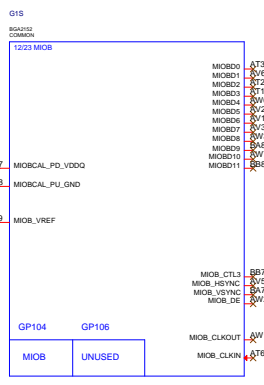 G1S
BGA2152
COMMON
12/23 MIOB
MIOBD0
MIOBD1
MIOBD2
MIOBD3
MIOBD4
MIOBD5
MIOBD6
MIOBD7
MIOBD8
MIOBD9
MIOBD10
MIOBD11
MIOBCAL_PD_VDDQ
MIOBCAL_PU_GND
MIOB_VREF
MIOB_CTL3
MIOB_HSYNC
MIOB_VSYNC
MIOB_DE
GP104 GP106
MIOB UNUSED
MIOB_CLKOUT
MIOB_CLKIN